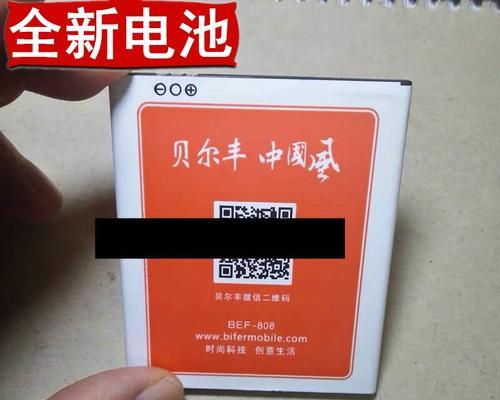 全新电池
贝尔丰 中國風
贝尔丰微信二维码
BEF-808
www.bifermobile.com
时尚科技 创意生活